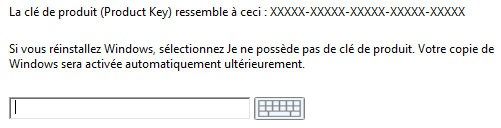 La clé de produit (Product Key) ressemble à ceci : XXXXX-XXXXX-XXXXX-XXXXX-XXXXX
Si vous réinstallez Windows, sélectionnez Je ne possède pas de clé de produit. Votre copie de
Windows sera activée automatiquement ultérieurement.